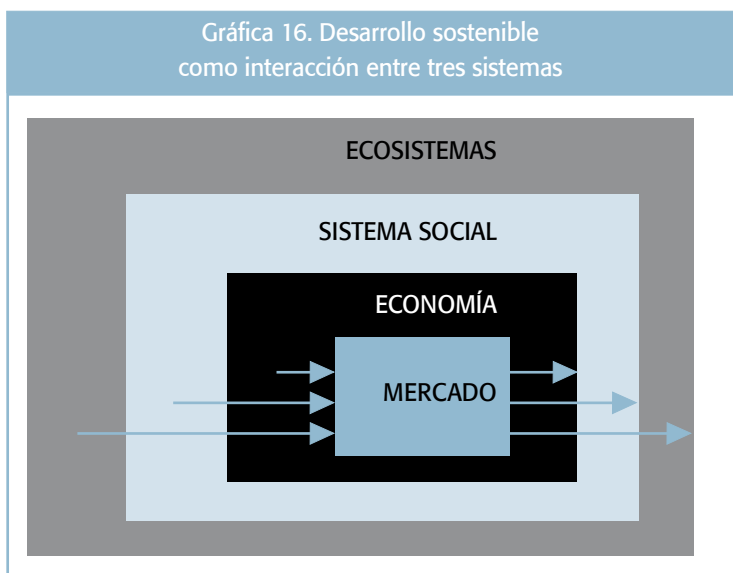 Gráfica 16. Desarrollo sostenible
como interacción entre tres sistemas
ECOSISTEMAS
SISTEMA SOCIAL
ECONOMÍA
MERCADO